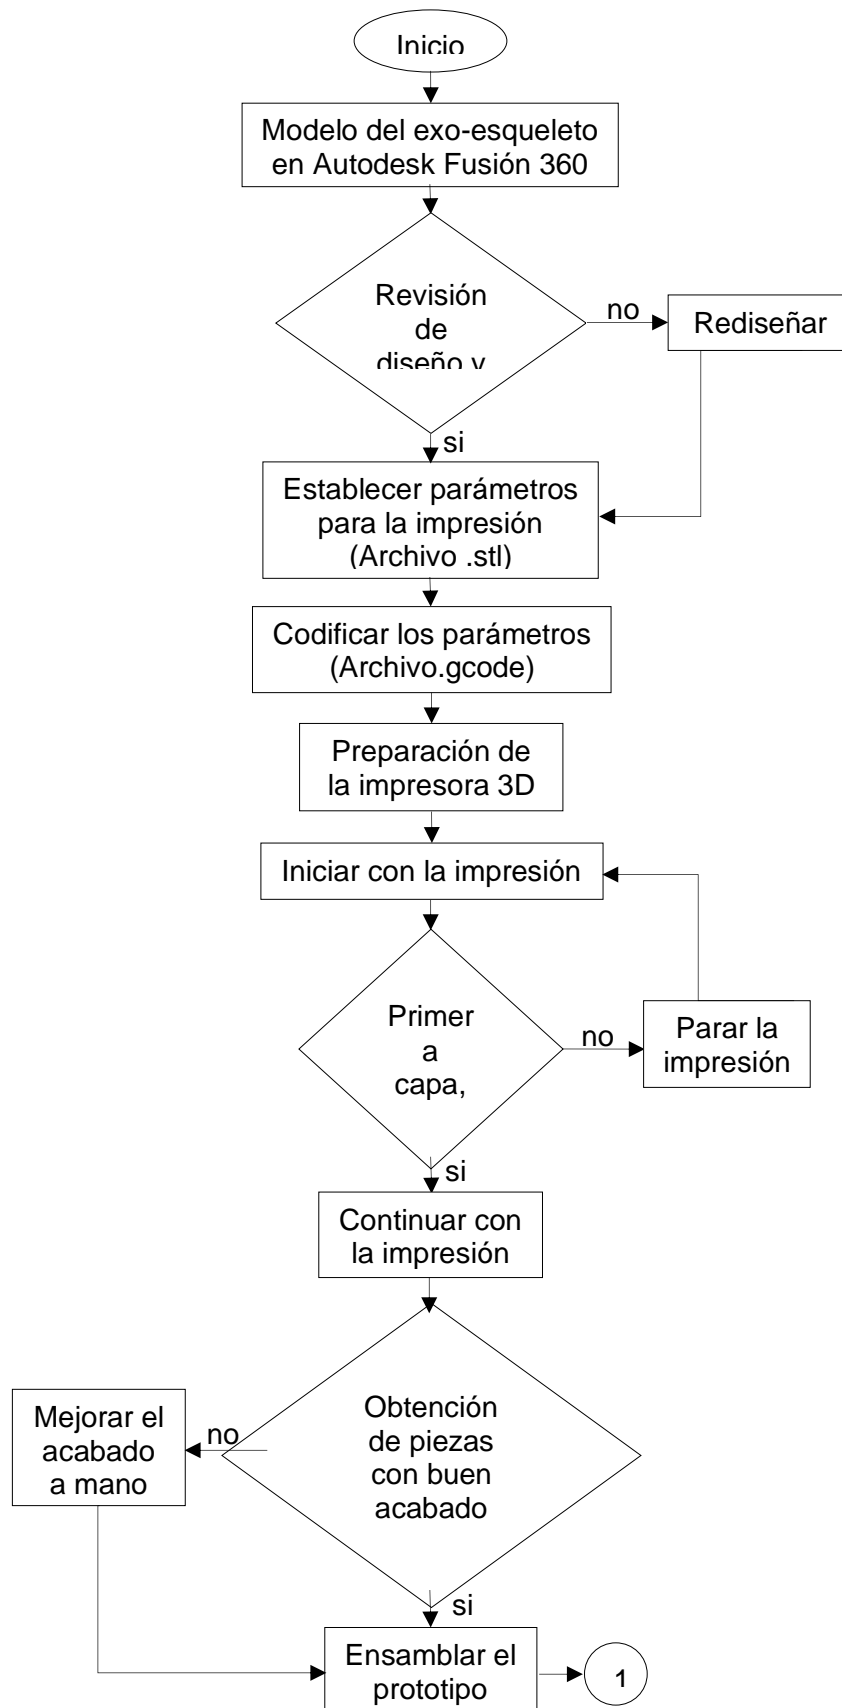 Inicio
Modelo del exo-esqueleto
en Autodesk Fusión 360
Revisión
de
diseño y
no
Rediseñar
si
Establecer parámetros
para la impresión
(Archivo .stl)
Codificar los parámetros
(Archivo.gcode)
Preparación de
la impresora 3D
Iniciar con la impresión
Primer
a
capa,
no
Parar la
impresión
si
Continuar con
la impresión
Obtención
de piezas
con buen
acabado
no
Mejorar el
acabado
a mano
si
Ensamblar el
prototipo
1